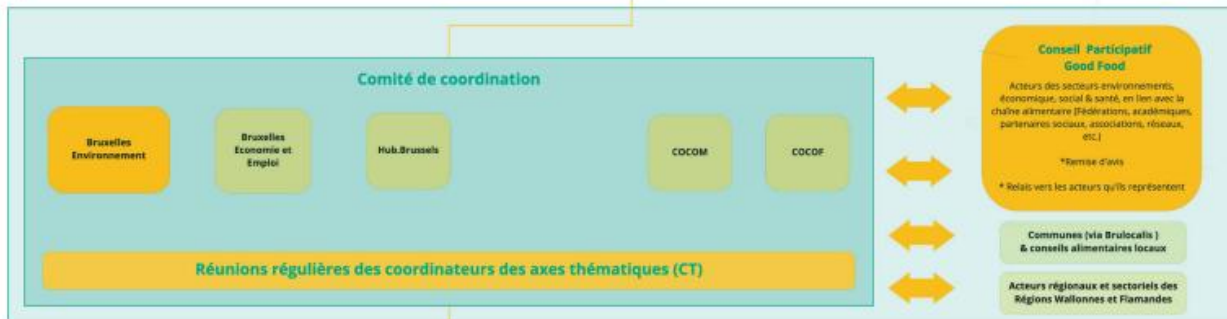 Comité de coordination
Bruxelles
Environnement
Bruxelles
Economie et
Emploi
Hub.Brussels
COCOM
COCOF
Réunions régulières des coordinateurs des axes thématiques (CT)
Conseil Participatif
Good Food
Acteurs des secteurs environnements,
économique, social & santé, en lien avec la
chaîne alimentaire (Fédérations, académiques,
partenaires sociaux, associations, réseaux,
etc.)
*Remise d'avis
* Relais vers les acteurs qu'ils représentent
Communes (via Brulocalis )
& conseils alimentaires locaux
Acteurs régionaux et sectoriels des
Régions Wallonnes et Flamandes